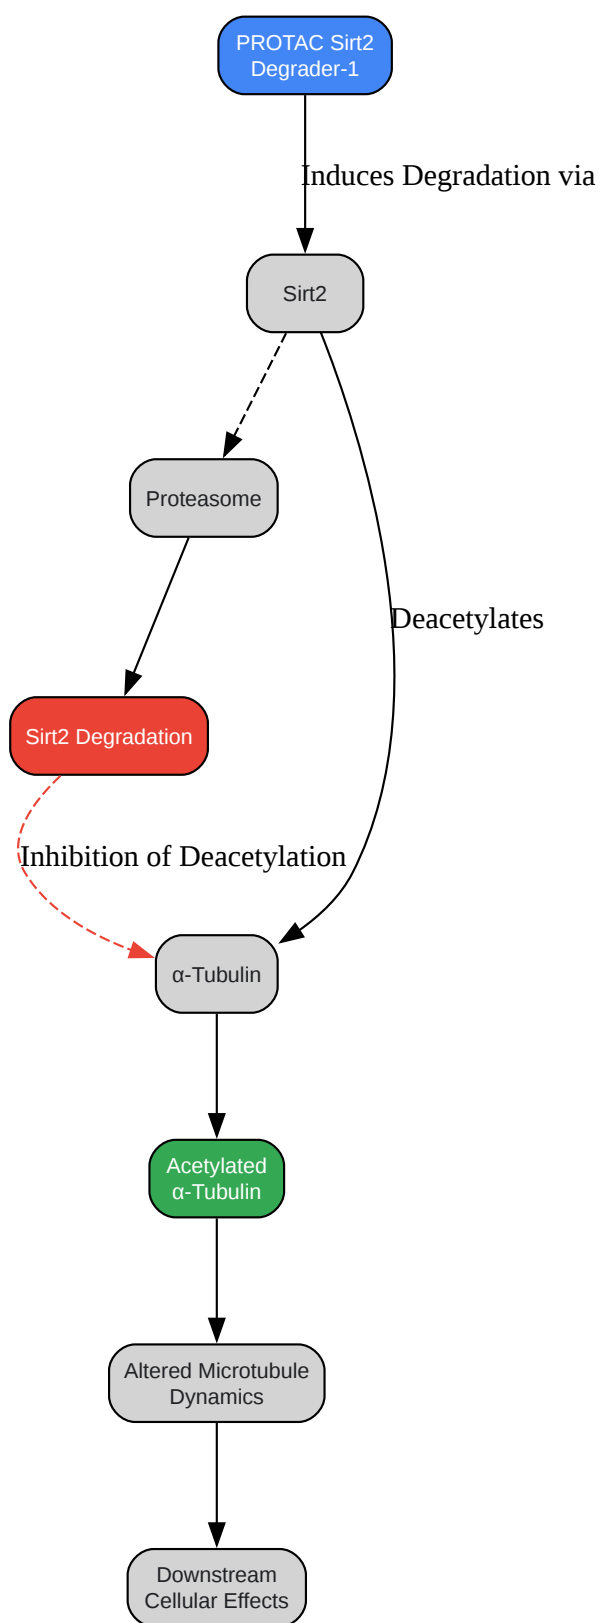 PROTAC Sirt2
Degrader-1
Induces Degradation via
Sirt2
Proteasome
Deacetylates
Sirt2 Degradation
Inhibition of Deacetylation
α-Tubulin
Acetylated
α-Tubulin
Altered Microtubule
Dynamics
Downstream
Cellular Effects